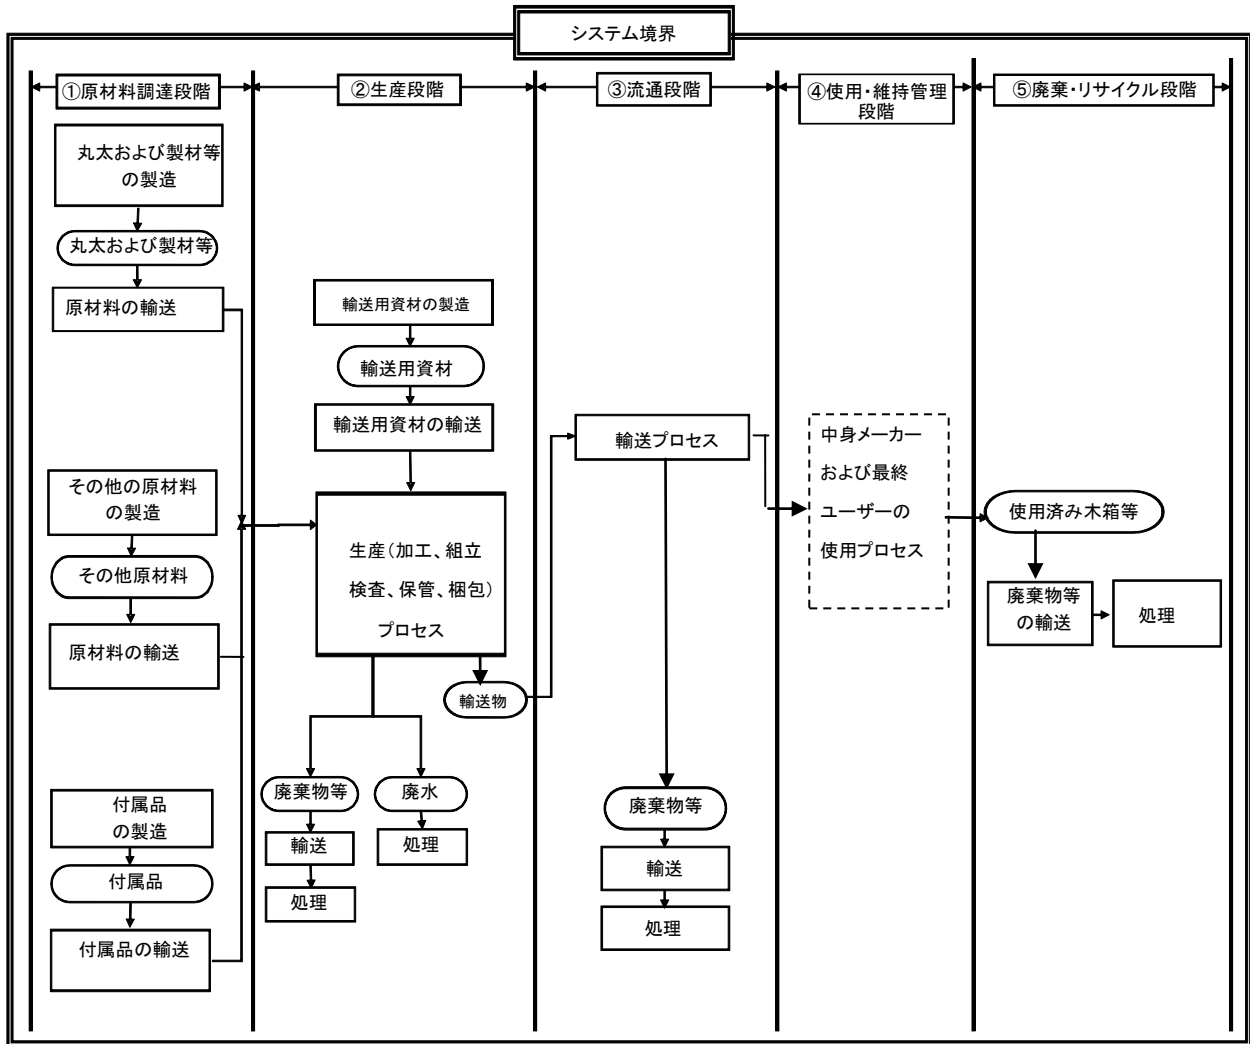 システム境界
①原材料調達段階
②生産段階
③流通段階
④使用・維持管理
段階
⑤廃棄・リサイクル段階
丸太および製材等
の製造
丸太および製材等
原材料の輸送
その他の原材料
の製造
その他原材料
原材料の輸送
付属品
の製造
付属品
付属品の輸送
輸送用資材の製造
輸送用資材
輸送用資材の輸送
生産(加工、組立
検査、保管、梱包)
プロセス
輸送物
廃棄物等
輸送
処理
廃水
処理
輸送プロセス
廃棄物等
輸送
処理
中身メーカー
および最終
ユーザーの
使用プロセス
使用済み木箱等
廃棄物等
の輸送
処理